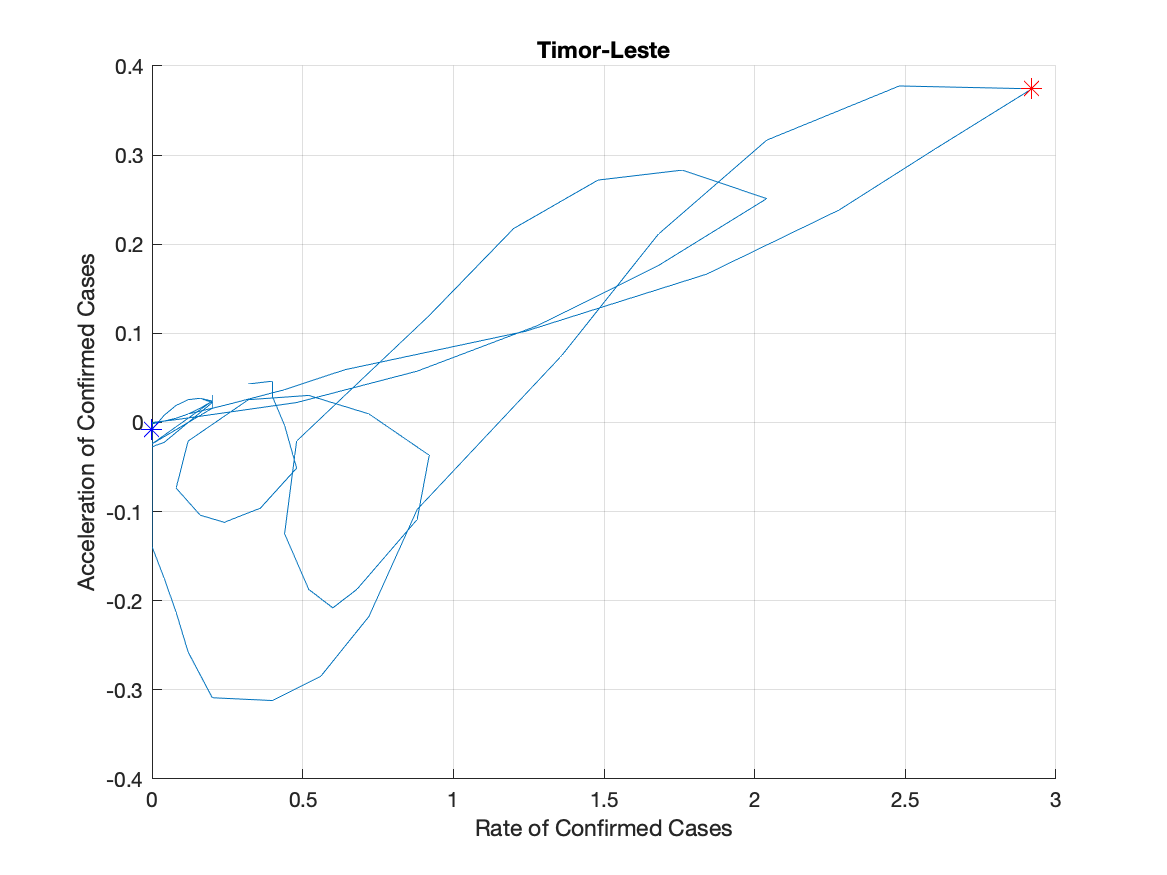 Timor-Leste
0.4
0.3
0.2
0.1
0
-0.1
-0.2
-0.3
-0.4
Acceleration of Confirmed Cases
0 0.5 1 1.5 2 2.5 3
Rate of Confirmed Cases